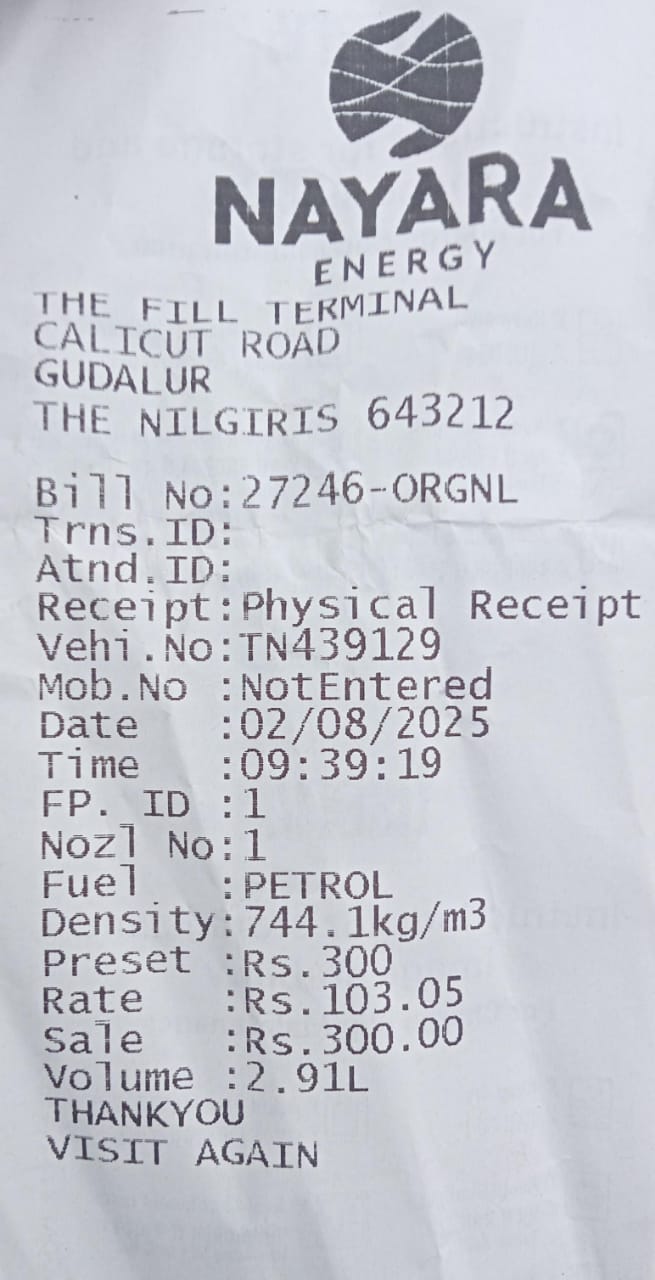 NAYARA
ENERGY
THE FILL TERMINAL
CALICUT ROAD
GUDALUR
THE NILGIRIS 643212
Bill No:27246-ORGNL
Trns.ID:
Atnd.ID:
Receipt:Physical Receipt
Vehi.No:TN439129
Mob.No :NotEntered
Date :02/08/2025
Time :09:39:19
FP. ID :1
Nozl No:1
Fuel :PETROL
Density:744.1kg/m3
Preset :Rs.300
Rate :Rs.103.05
Sale :Rs.300.00
Volume :2.91L
THANKYOU
VISIT AGAIN